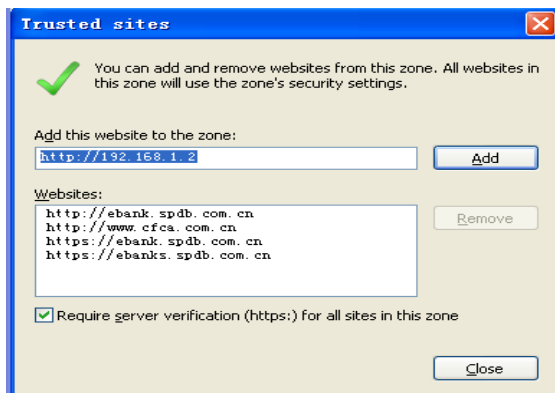 Trusted sites
You can add and remove websites from this zone. All websites in
this zone will use the zone's security settings.
Add this website to the zone:
http://192.168.1.2
Add
Websites:
http://ebank.spdb.com.cn
http://www.cfca.com.cn
https://ebank.spdb.com.cn
https://ebanks.spdb.com.cn
Remove
Require server verification (https:) for all sites in this zone
Close